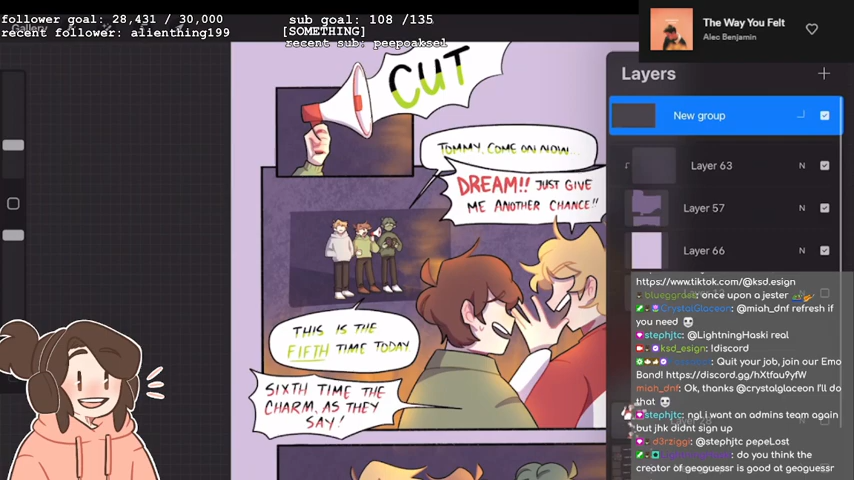 follower goal: 28,431 / 30,000
recent follower: aiienthing199
sub goal: 108 /135
[SOMETHING]
recent sub: peepoaksel
The Way You Felt
Alec Benjamin
CUT
TOMMY, COME ON NOW...
DREAM!! JUST GIVE
ME ANOTHER CHANCE!!
THIS IS THE
FIFTH TIME TODAY
SIXTH TIME THE
CHARM, AS THEY
SAY!
Layers
New group
Layer 63
N
Layer 57
N
Layer 66
N
https://www.tiktok.com/@ksd.esign
once upon a jester
CrystalGlaceon: @miah_dnf refresh if
you need
stephjtc: @LightningHaski real
ksd_esign: !discord
Quit your job, join our Emo
Band! https://discord.gg/hXtfau9yfW
miah_dnf: Ok, thanks @crystalglaceon I'll do
that
stephjtc: ngl i want an admins team again
but jhk didnt sign up
d3rziggi: @stephjtc pepeLost
do you think the
creator of geoguessr is good at geoguessr